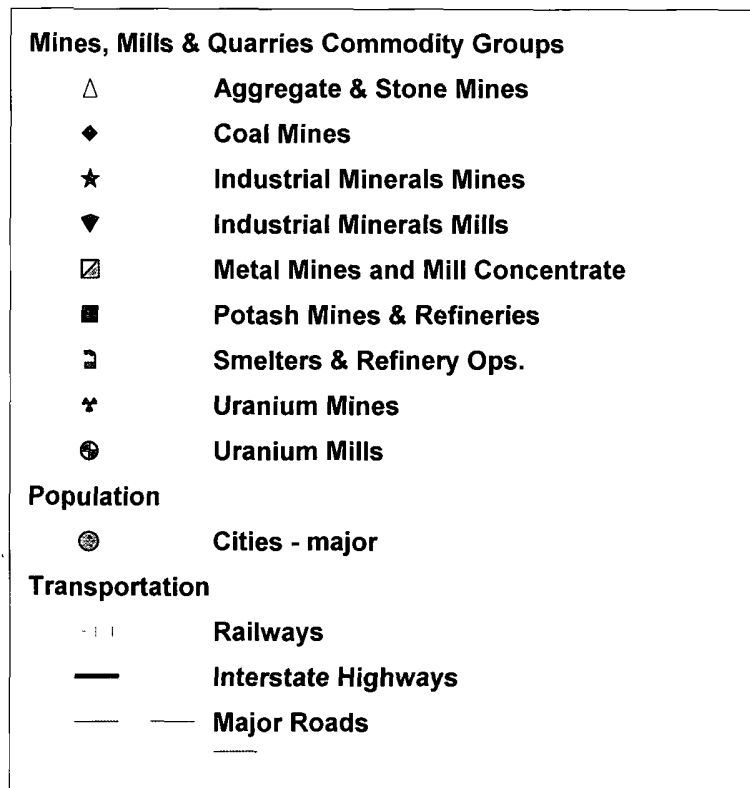 Mines, Mills & Quarries Commodity Groups
Aggregate & Stone Mines
Coal Mines
Industrial Minerals Mines
Industrial Minerals Mills
Metal Mines and Mill Concentrate
Potash Mines & Refineries
Smelters & Refinery Ops.
Uranium Mines
Uranium Mills
Population
Cities - major
Transportation
Railways
Interstate Highways
Major Roads